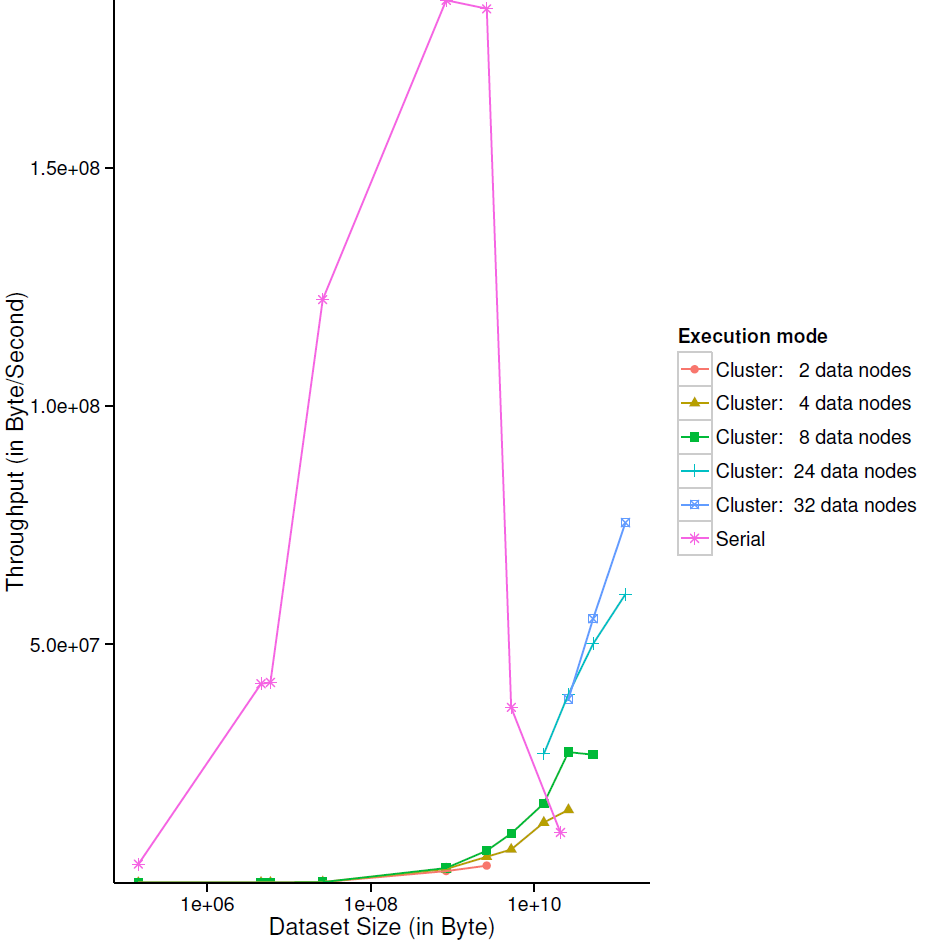 1.5e+08
1.0e+08
5.0e+07
Throughput (in Byte/Second)
1e+06
1e+08
1e+10
Dataset Size (in Byte)
Execution mode
Cluster: 2 data nodes
Cluster: 4 data nodes
Cluster: 8 data nodes
Cluster: 24 data nodes
Cluster: 32 data nodes
Serial